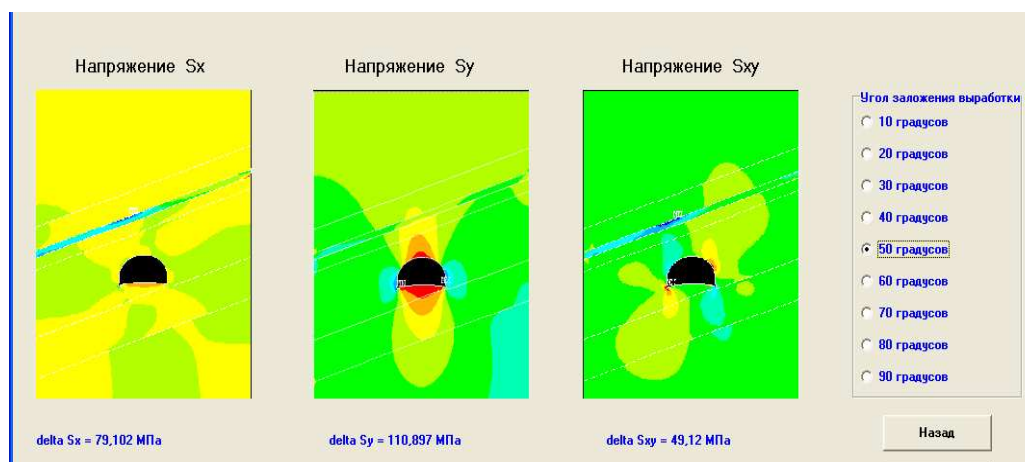 Напряжение Sx
Напряжение Sy
Напряжение Sxy
Угол заложения выработки
10 градусов
20 градусов
30 градусов
40 градусов
50 градусов
60 градусов
70 градусов
80 градусов
90 градусов
delta Sx = 79,102 МПа
delta Sy = 110,897 МПа
delta Sxy = 49,12 МПа
Назад